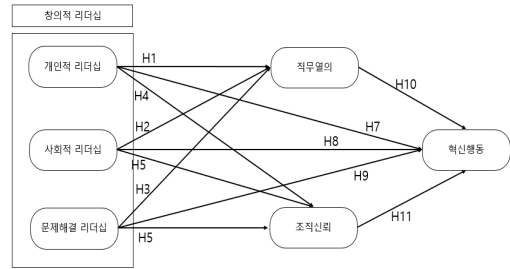 창의적 리더십
개인적 리더십
H1
직무열의
H4
H10
H2
H7
사회적 리더십
H8
혁신행동
H5
H3
H9
문제해결 리더십
H5
조직신뢰
H11